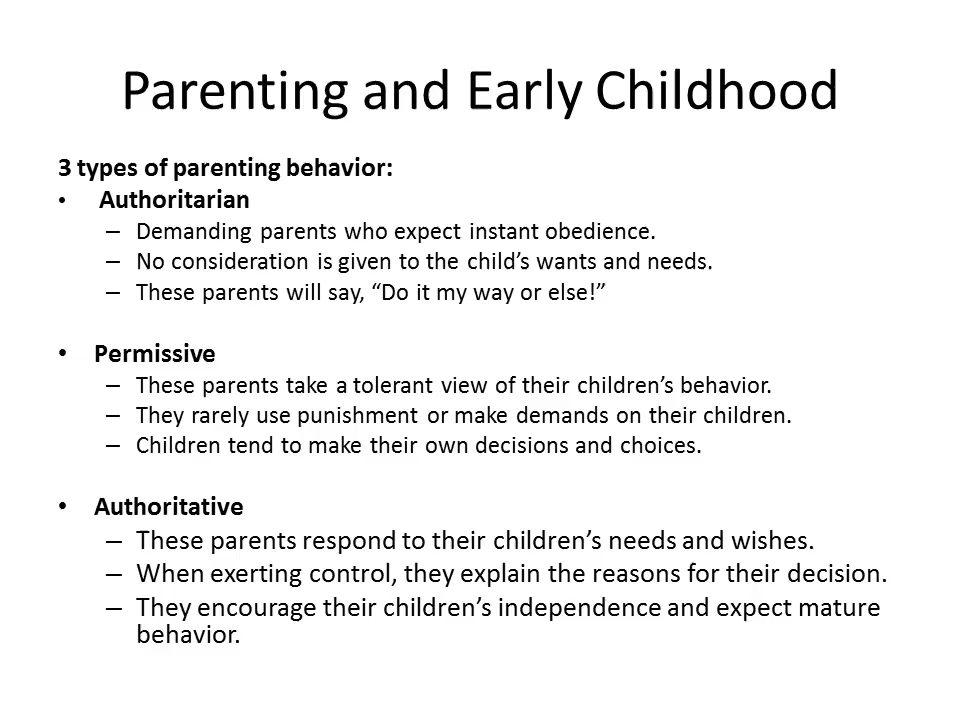 Parenting and Early Childhood
3 types of parenting behavior:
• Authoritarian
– Demanding parents who expect instant obedience.
– No consideration is given to the child’s wants and needs.
– These parents will say, “Do it my way or else!”
• Permissive
– These parents take a tolerant view of their children’s behavior.
– They rarely use punishment or make demands on their children.
– Children tend to make their own decisions and choices.
• Authoritative
– These parents respond to their children’s needs and wishes.
– When exerting control, they explain the reasons for their decision.
– They encourage their children’s independence and expect mature
behavior.